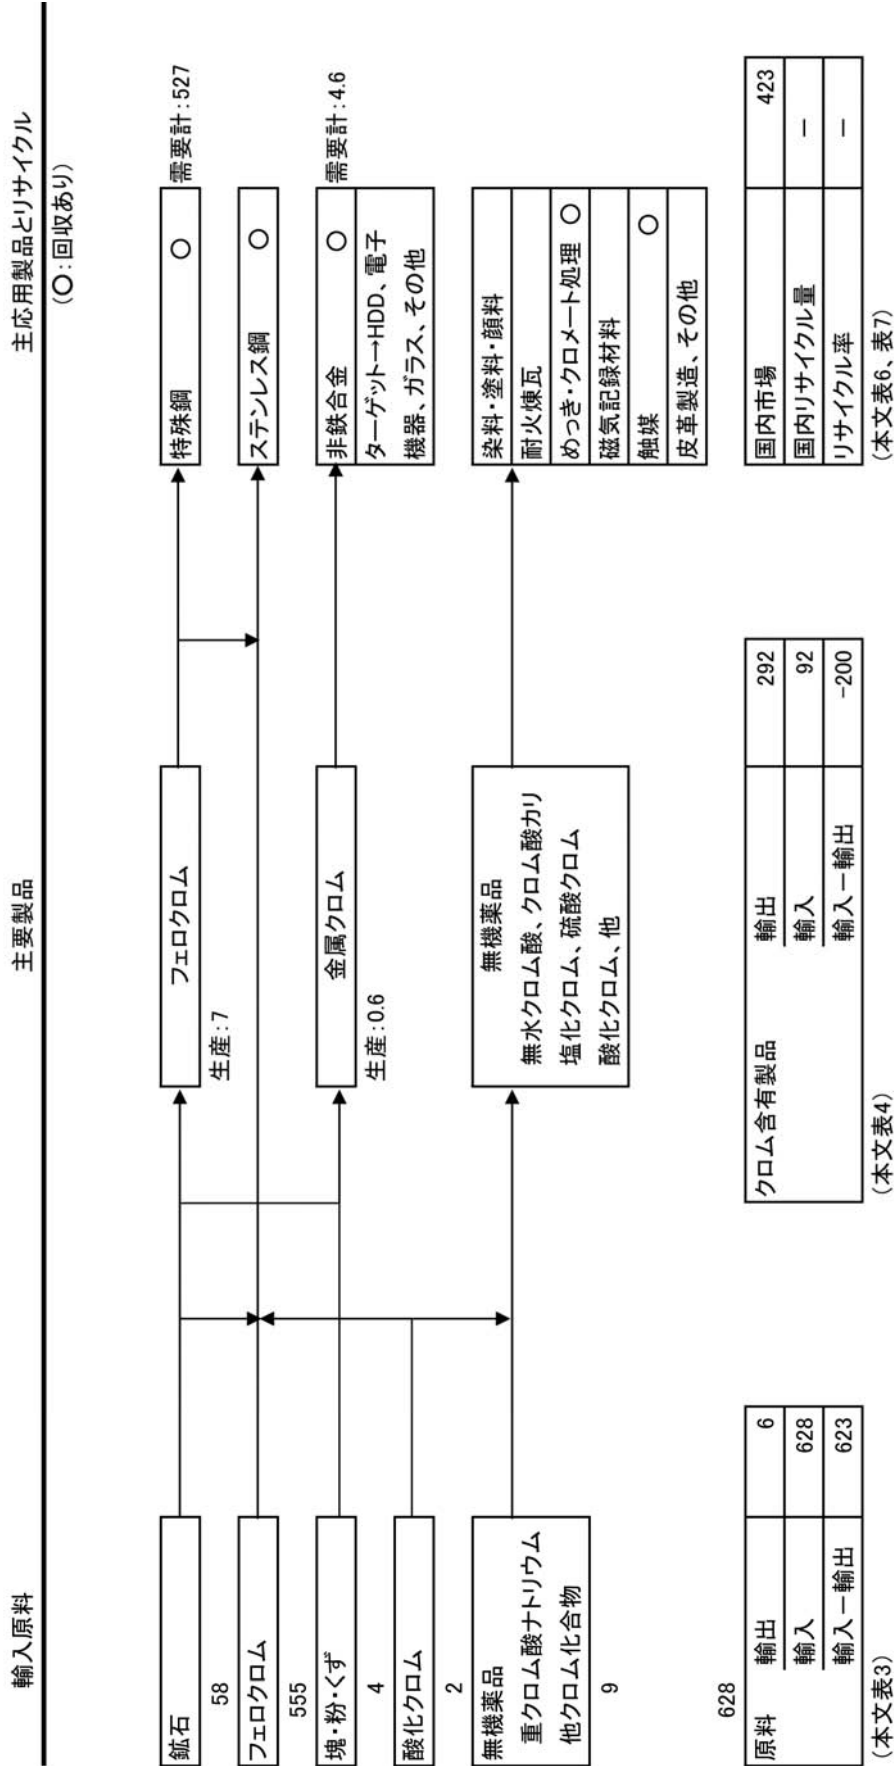 輸入原料
主要製品
主応用製品とリサイクル
(〇:回収あり)
鉱石
58
フェロクロム
555
塊・粉・くず
4
酸化クロム
2
無機薬品
重クロム酸ナトリウム
他クロム化合物
9
628
フェロクロム
生産:7
金属クロム
生産:0.6
無機薬品
無水クロム酸、クロム酸カリ
塩化クロム、硫酸クロム
酸化クロム、他
特殊鋼 〇
需要計:527
ステンレス鋼 〇
非鉄合金 〇
需要計:4.6
ターゲット→HDD、電子
機器、ガラス、その他
染料・塗料・顔料
耐火煉瓦
めっき・クロメート処理 〇
磁気記録材料
触媒 〇
皮革製造、その他
原料 輸出 6
輸入 628
輸入ー輸出 623
(本文表3)
クロム含有製品 輸出 292
輸入 92
輸入ー輸出 -200
(本文表4)
国内市場 423
国内リサイクル量 ー
リサイクル率 ー
(本文表6、表7)